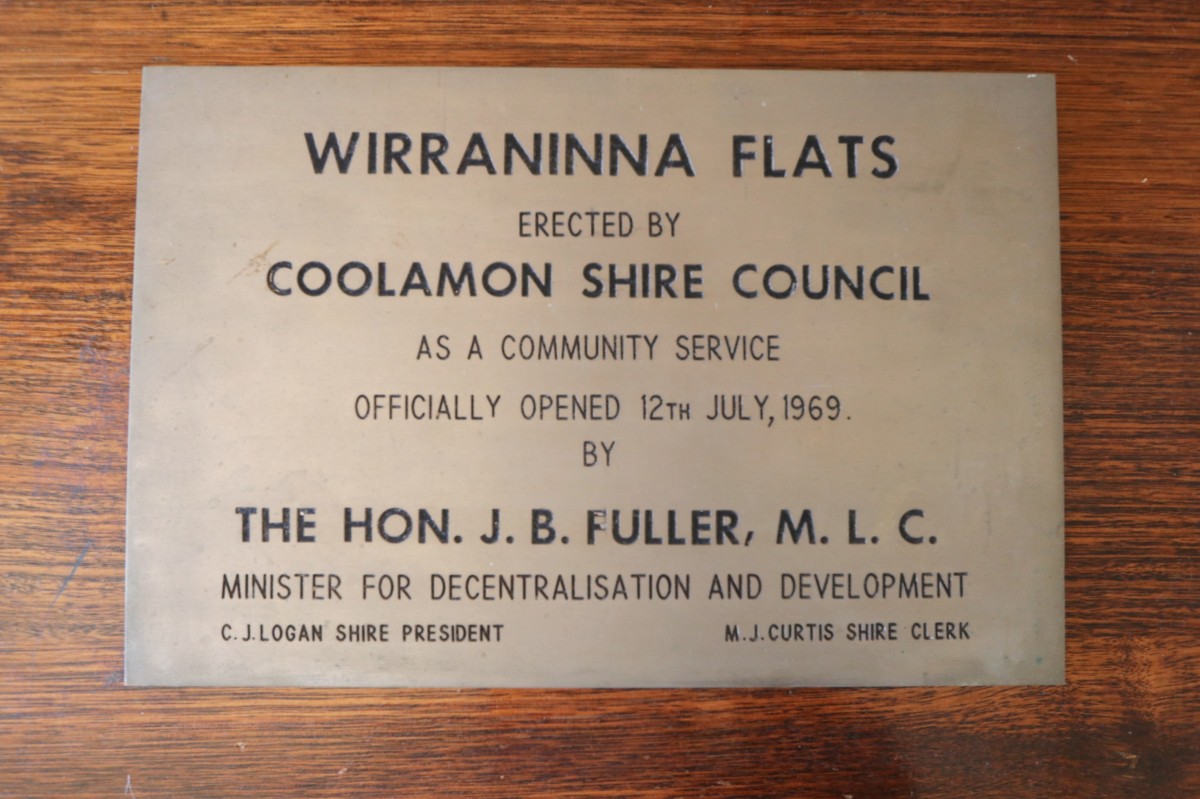 WIRRANINNA FLATS
ERECTED BY
COOLAMON SHIRE COUNCIL
AS A COMMUNITY SERVICE
OFFICIALLY OPENED 12TH JULY, 1969.
BY
THE HON. J. B. FULLER, M. L. C.
MINISTER FOR DECENTRALISATION AND DEVELOPMENT
C. J. LOGAN SHIRE PRESIDENT M. J. CURTIS SHIRE CLERK